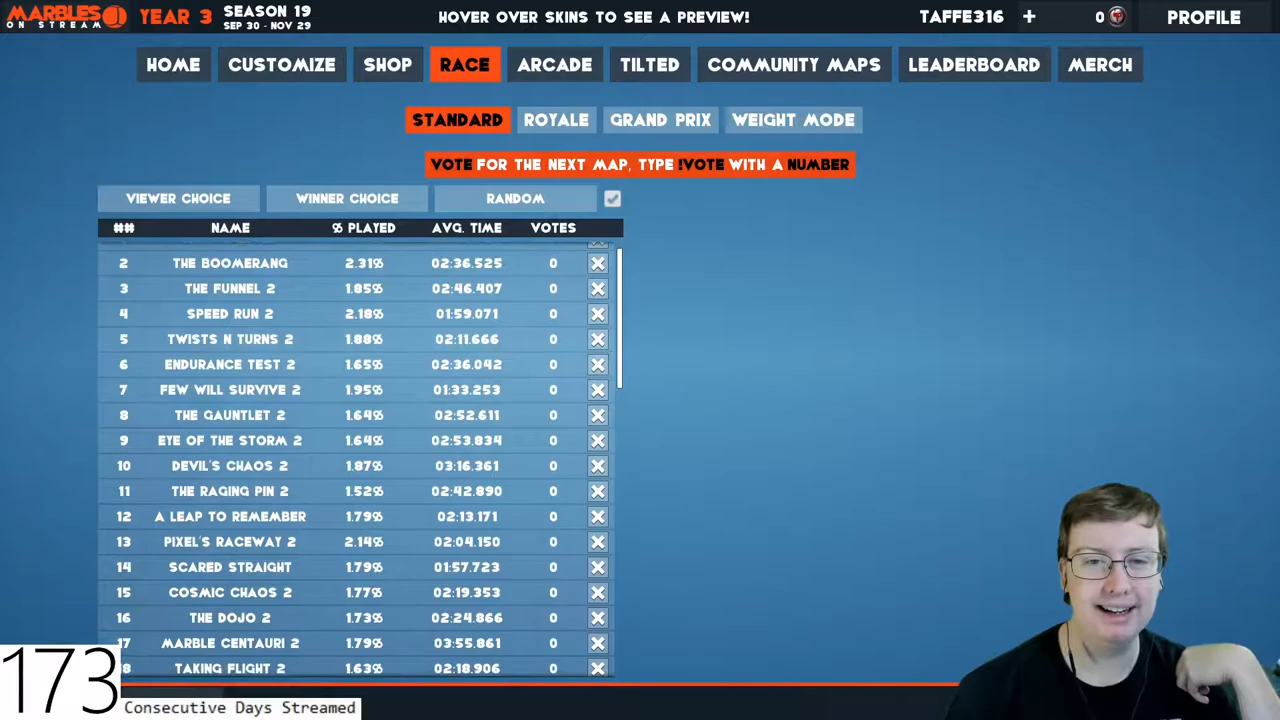 MARBLES
ON STREAM
YEAR 3
SEASON 19
SEP 30 - NOV 29
HOVER OVER SKINS TO SEE A PREVIEW!
TAFFE316 +
0
PROFILE
HOME CUSTOMIZE SHOP RACE ARCADE TILTED COMMUNITY MAPS LEADERBOARD MERCH
STANDARD ROYALE GRAND PRIX WEIGHT MODE
VOTE FOR THE NEXT MAP, TYPE !VOTE WITH A NUMBER
VIEWER CHOICE WINNER CHOICE RANDOM
## NAME % PLAYED AVG. TIME VOTES
2 THE BOOMERANG 2.31% 02:36.525 0
3 THE FUNNEL 2 1.85% 02:46.407 0
4 SPEED RUN 2 2.18% 01:59.071 0
5 TWISTS N TURNS 2 1.88% 02:11.666 0
6 ENDURANCE TEST 2 1.65% 02:36.042 0
7 FEW WILL SURVIVE 2 1.95% 01:33.253 0
8 THE GAUNTLET 2 1.64% 02:52.611 0
9 EYE OF THE STORM 2 1.64% 02:53.834 0
10 DEVIL'S CHAOS 2 1.87% 03:16.361 0
11 THE RAGING PIN 2 1.52% 02:42.890 0
12 A LEAP TO REMEMBER 1.79% 02:13.171 0
13 PIXEL'S RACEWAY 2 2.14% 02:04.150 0
14 SCARED STRAIGHT 1.79% 01:57.723 0
15 COSMIC CHAOS 2 1.77% 02:19.353 0
16 THE DOJO 2 1.73% 02:24.866 0
17 MARBLE CENTAURI 2 1.79% 03:55.861 0
8 TAKING FLIGHT 2 1.63% 02:18.906 0
173
Consecutive Days Streamed